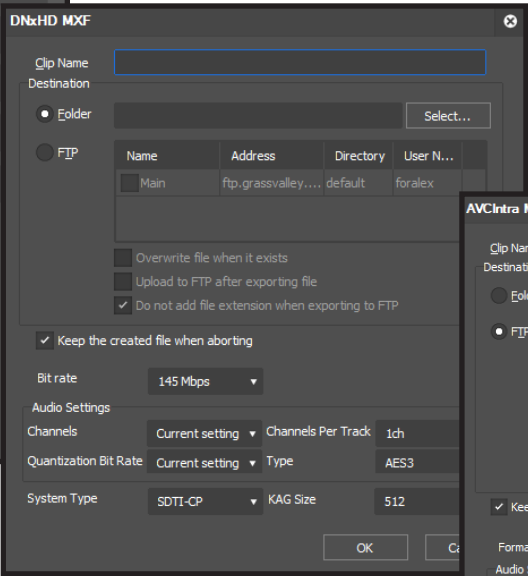 DNxHD MXF
Clip Name
Destination
Folder
Select...
FTP
Name Address Directory User N...
Main ftp.grassvalley.... default foralex
Overwrite file when it exists
Upload to FTP after exporting file
Do not add file extension when exporting to FTP
Keep the created file when aborting
Bit rate 145 Mbps
Audio Settings
Channels Current setting Channels Per Track 1ch
Quantization Bit Rate Current setting Type AES3
System Type SDTI-CP KAG Size 512
OK Ca
AVCIntra M
Clip Nam
Destinati
Fol
FTP
Kee
Forma
Audio